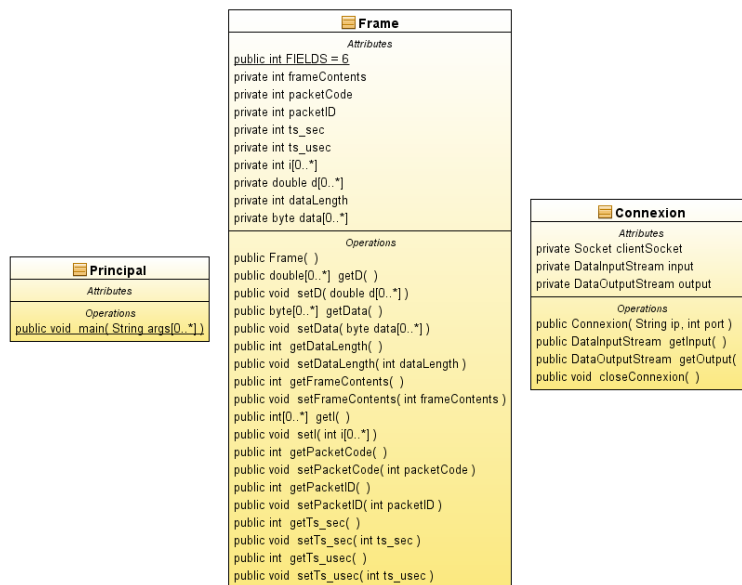 Frame
Attributes
public int FIELDS = 6
private int frameContents
private int packetCode
private int packetID
private int ts_sec
private int ts_usec
private int i[0..*]
private double d[0..*]
private int dataLength
private byte data[0..*]
Operations
public Frame( )
public double[0..*] getD( )
public void setD( double d[0..*] )
public byte[0..*] getData( )
public void setData( byte data[0..*] )
public int getDataLength( )
public void setDataLength( int dataLength )
public int getFrameContents( )
public void setFrameContents( int frameContents )
public int[0..*] getI( )
public void setI( int i[0..*] )
public int getPacketCode( )
public void setPacketCode( int packetCode )
public int getPacketID( )
public void setPacketID( int packetID )
public int getTs_sec( )
public void setTs_sec( int ts_sec )
public int getTs_usec( )
public void setTs_usec( int ts_usec )
Principal
Attributes
Operations
public void main( String args[0..*] )
Connexion
Attributes
private Socket clientSocket
private DataInputStream input
private DataOutputStream output
Operations
public Connexion( String ip, int port )
public DataInputStream getInput( )
public DataOutputStream getOutput(
public void closeConnexion( )